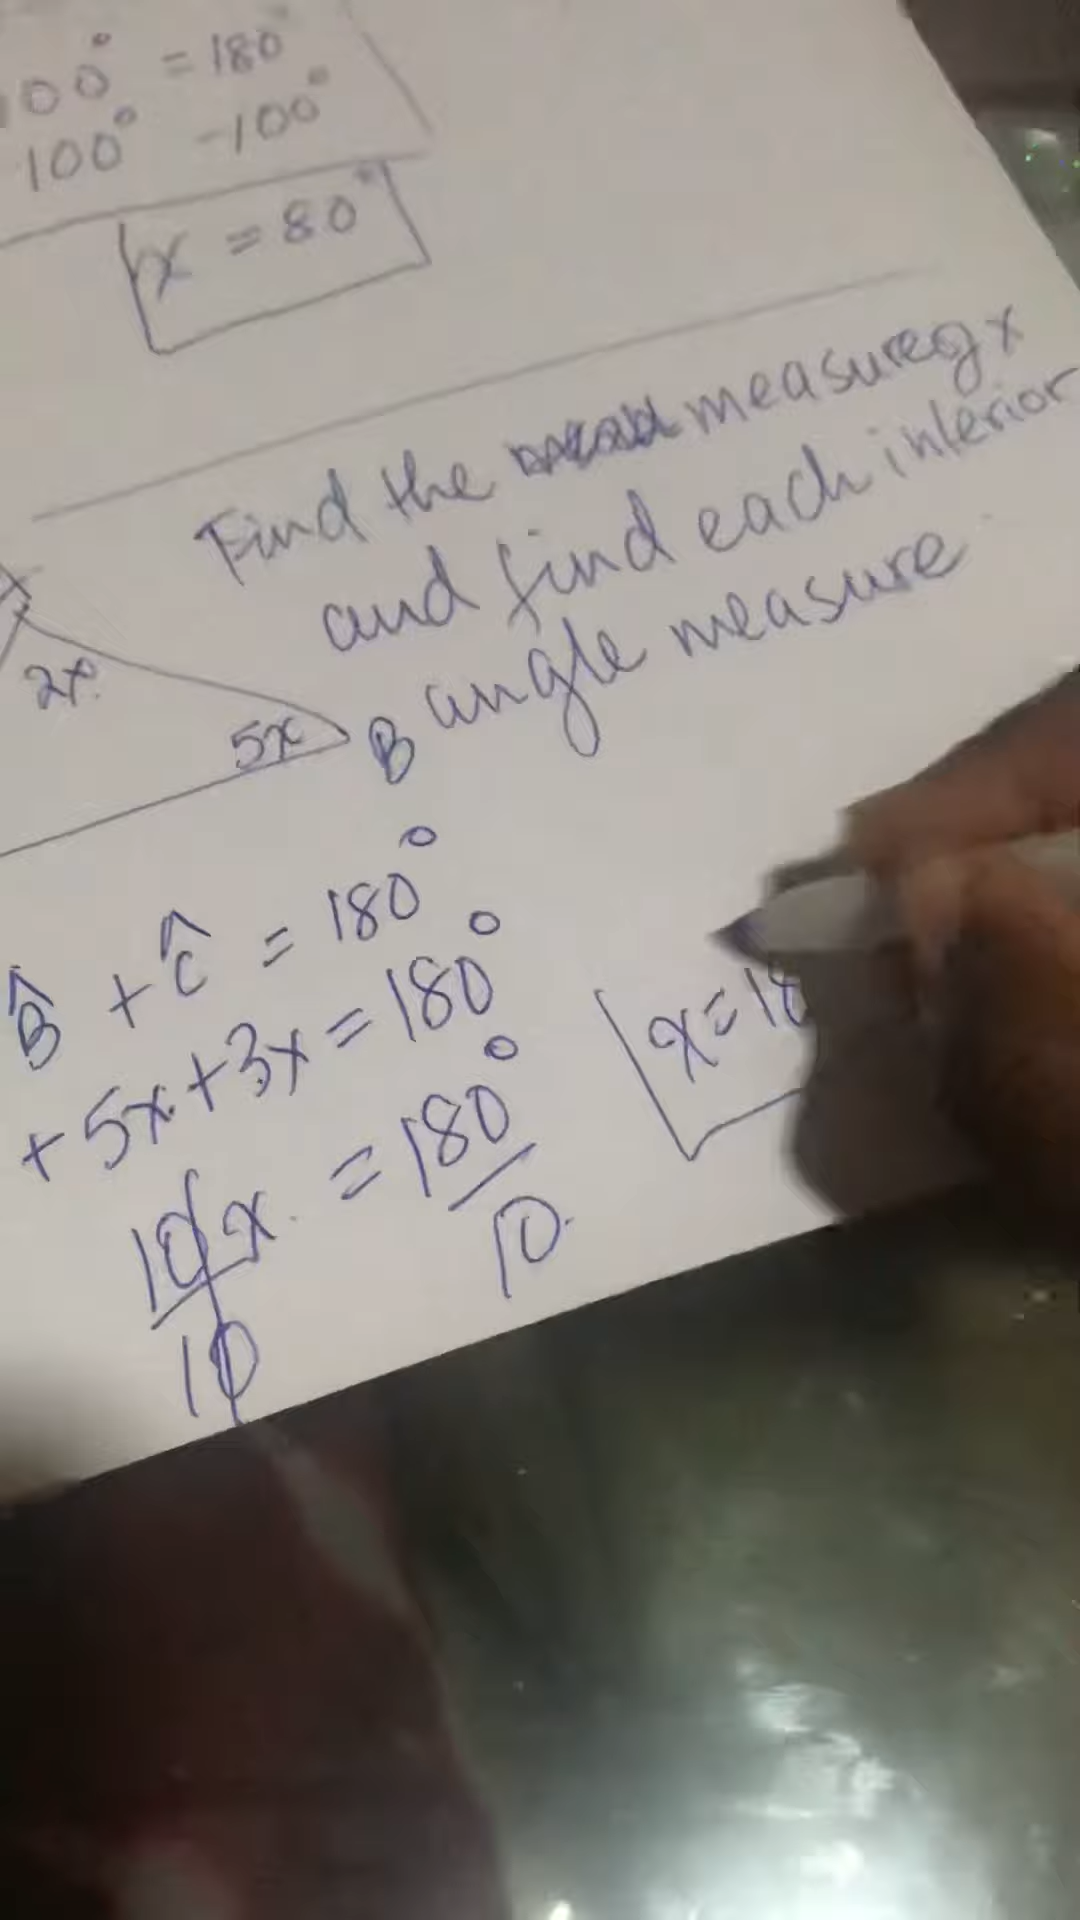 100° = 180°
100° -100°
x = 80°
Find the measure of x
and find each interior
angle measure
2x
5x
B
B̂ + Ĉ = 180°
+ 5x + 3x = 180°
10x = 180°
10 10
x = 18